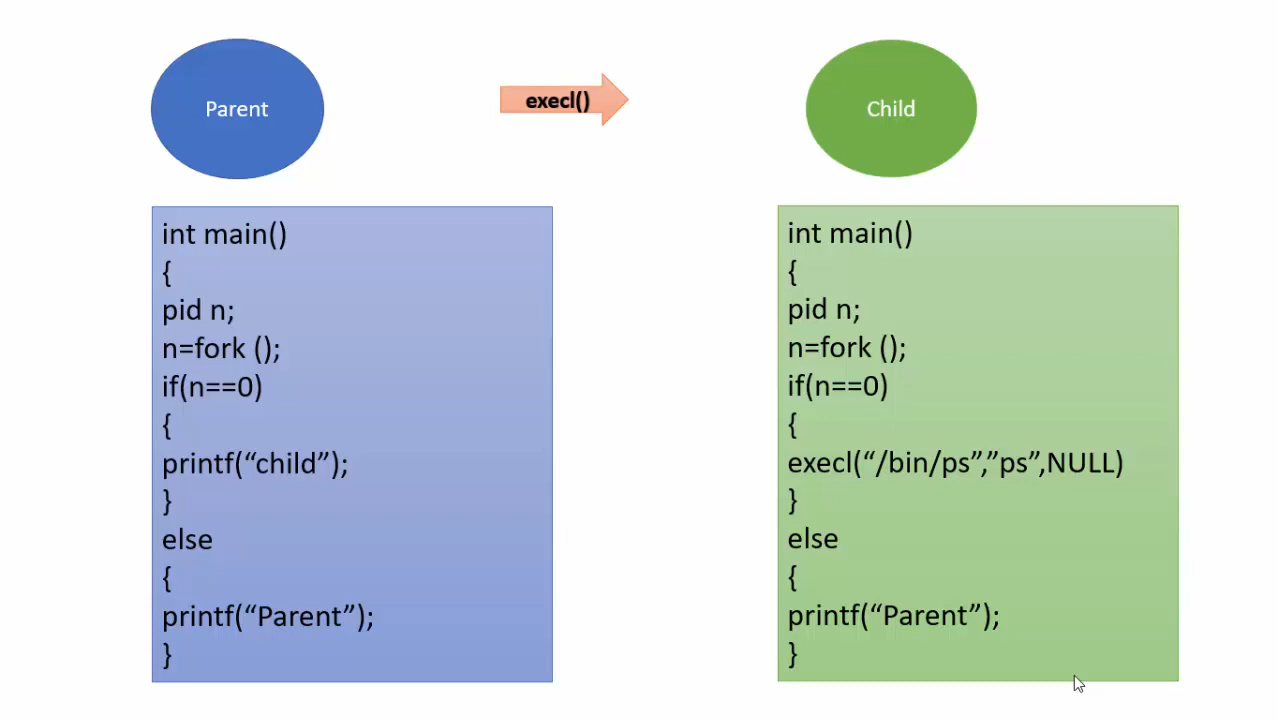 Parent
execl()
Child
int main()
{
pid n;
n=fork ();
if(n==0)
{
printf(“child”);
}
else
{
printf(“Parent”);
}
int main()
{
pid n;
n=fork ();
if(n==0)
{
execl(“/bin/ps”,”ps”,NULL)
}
else
{
printf(“Parent”);
}